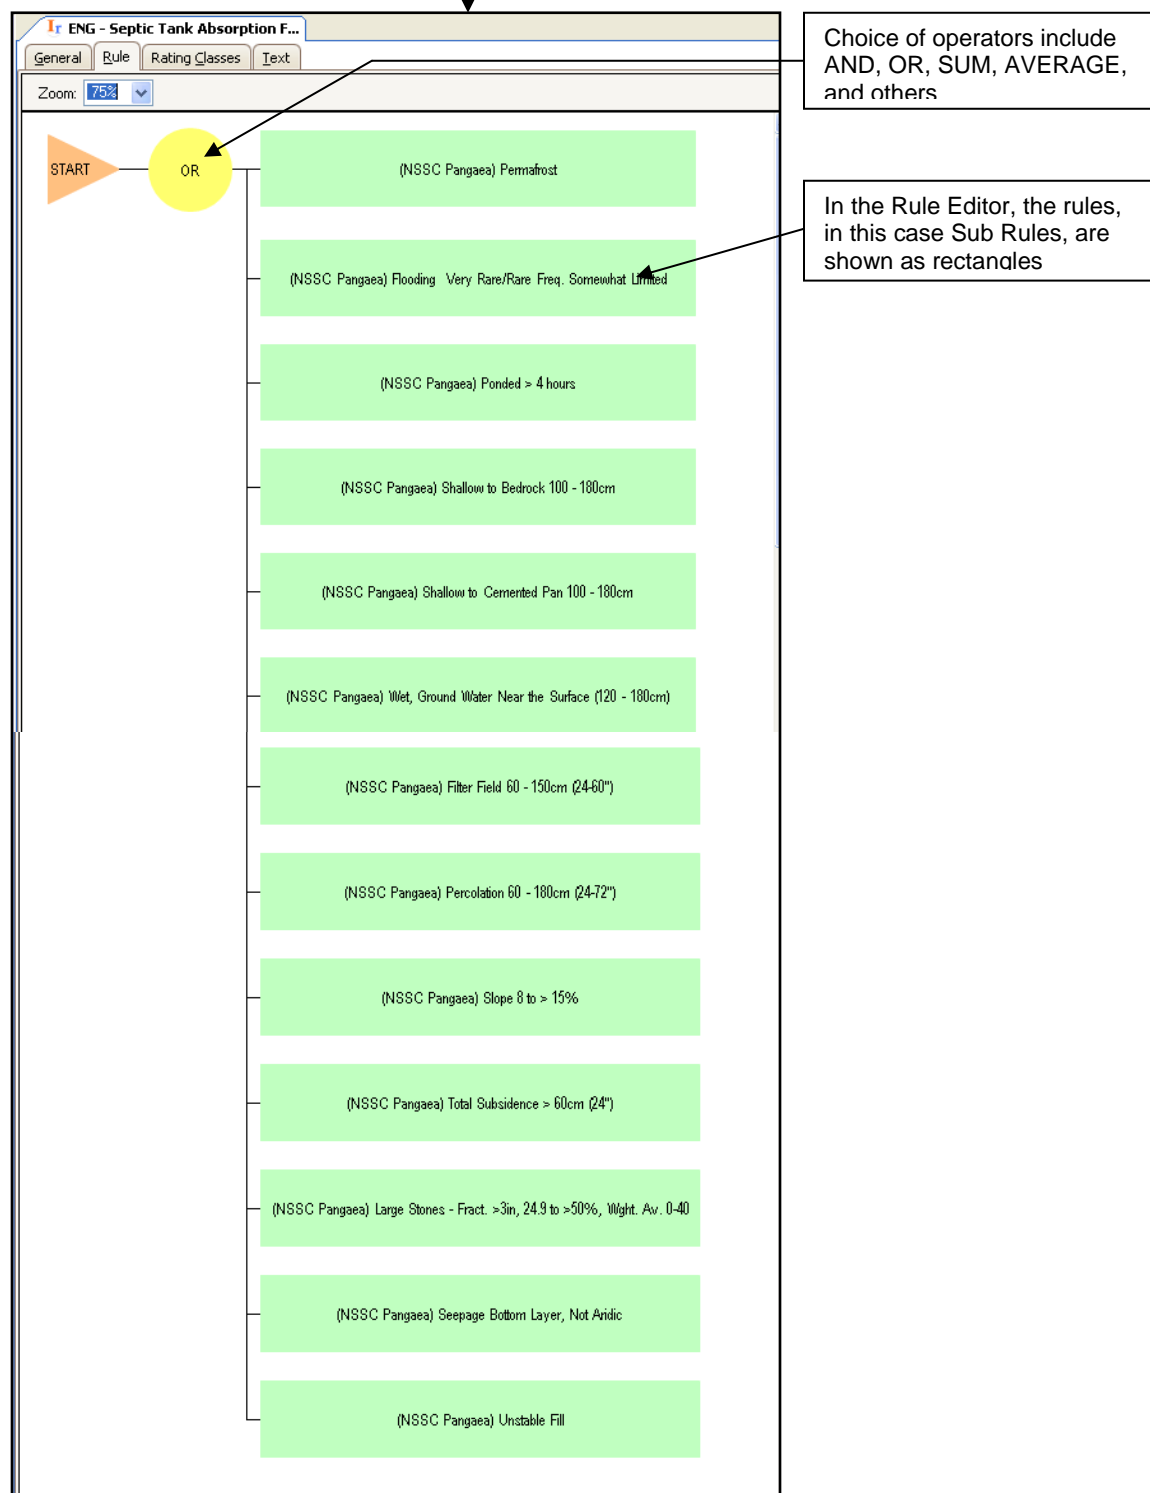 Ir ENG - Septic Tank Absorption F...
General Rule Rating Classes Text
Zoom: 75%
START
OR
(NSSC Pangaea) Permafrost
(NSSC Pangaea) Flooding Very Rare/Rare Freq. Somewhat Limited
(NSSC Pangaea) Ponded > 4 hours
(NSSC Pangaea) Shallow to Bedrock 100 - 180cm
(NSSC Pangaea) Shallow to Cemented Pan 100 - 180cm
(NSSC Pangaea) Wet, Ground Water Near the Surface (120 - 180cm)
(NSSC Pangaea) Filter Field 60 - 150cm (24-60")
(NSSC Pangaea) Percolation 60 - 180cm (24-72")
(NSSC Pangaea) Slope 8 to > 15%
(NSSC Pangaea) Total Subsidence > 60cm (24")
(NSSC Pangaea) Large Stones - Fract. >3in, 24.9 to >50%, Wght. Av. 0-40
(NSSC Pangaea) Seepage Bottom Layer, Not Aridic
(NSSC Pangaea) Unstable Fill
Choice of operators include
AND, OR, SUM, AVERAGE,
and others
In the Rule Editor, the rules,
in this case Sub Rules, are
shown as rectangles